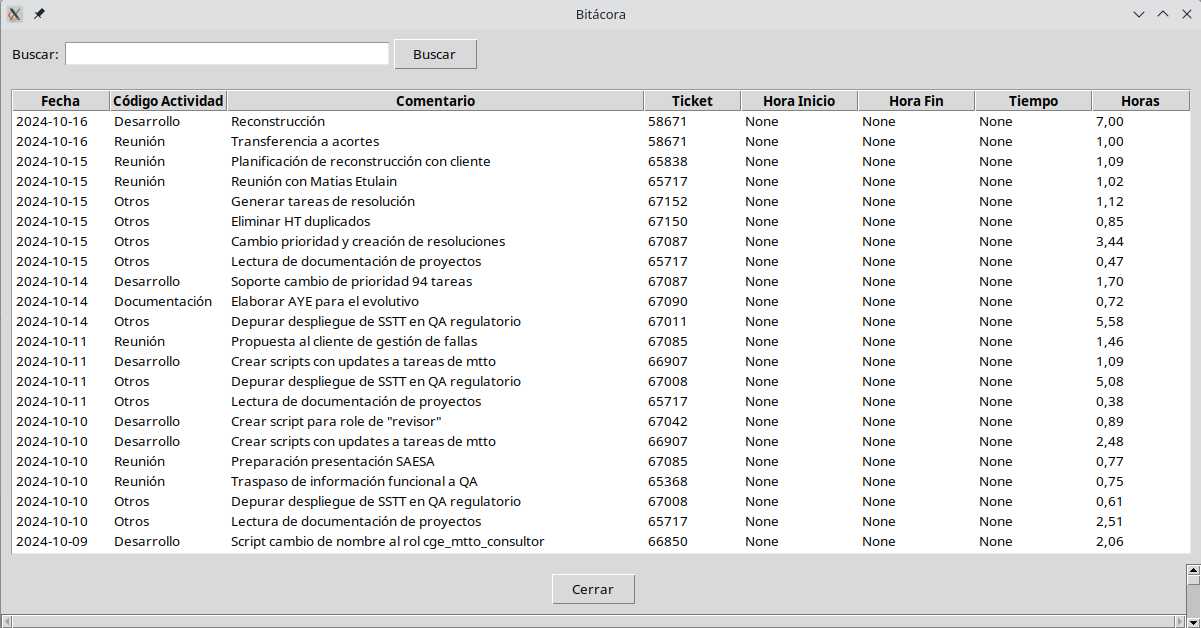 Bitácora
Buscar: Buscar
Fecha Código Actividad Comentario Ticket Hora Inicio Hora Fin Tiempo Horas
2024-10-16 Desarrollo Reconstrucción 58671 None None None 7,00
2024-10-16 Reunión Transferencia a acortes 58671 None None None 1,00
2024-10-15 Reunión Planificación de reconstrucción con cliente 65838 None None None 1,09
2024-10-15 Reunión Reunión con Matias Etulain 65717 None None None 1,02
2024-10-15 Otros Generar tareas de resolución 67152 None None None 1,12
2024-10-15 Otros Eliminar HT duplicados 67150 None None None 0,85
2024-10-15 Otros Cambio prioridad y creación de resoluciones 67087 None None None 3,44
2024-10-15 Otros Lectura de documentación de proyectos 65717 None None None 0,47
2024-10-14 Desarrollo Soporte cambio de prioridad 94 tareas 67087 None None None 1,70
2024-10-14 Documentación Elaborar AYE para el evolutivo 67090 None None None 0,72
2024-10-14 Otros Depurar despliegue de SSTT en QA regulatorio 67011 None None None 5,58
2024-10-11 Reunión Propuesta al cliente de gestión de fallas 67085 None None None 1,46
2024-10-11 Desarrollo Crear scripts con updates a tareas de mtto 66907 None None None 1,09
2024-10-11 Otros Depurar despliegue de SSTT en QA regulatorio 67008 None None None 5,08
2024-10-11 Otros Lectura de documentación de proyectos 65717 None None None 0,38
2024-10-10 Desarrollo Crear script para role de "revisor" 67042 None None None 0,89
2024-10-10 Desarrollo Crear scripts con updates a tareas de mtto 66907 None None None 2,48
2024-10-10 Reunión Preparación presentación SAESA 67085 None None None 0,77
2024-10-10 Reunión Traspaso de información funcional a QA 65368 None None None 0,75
2024-10-10 Otros Depurar despliegue de SSTT en QA regulatorio 67008 None None None 0,61
2024-10-10 Otros Lectura de documentación de proyectos 65717 None None None 2,51
2024-10-09 Desarrollo Script cambio de nombre al rol cge_mtto_consultor 66850 None None None 2,06
Cerrar